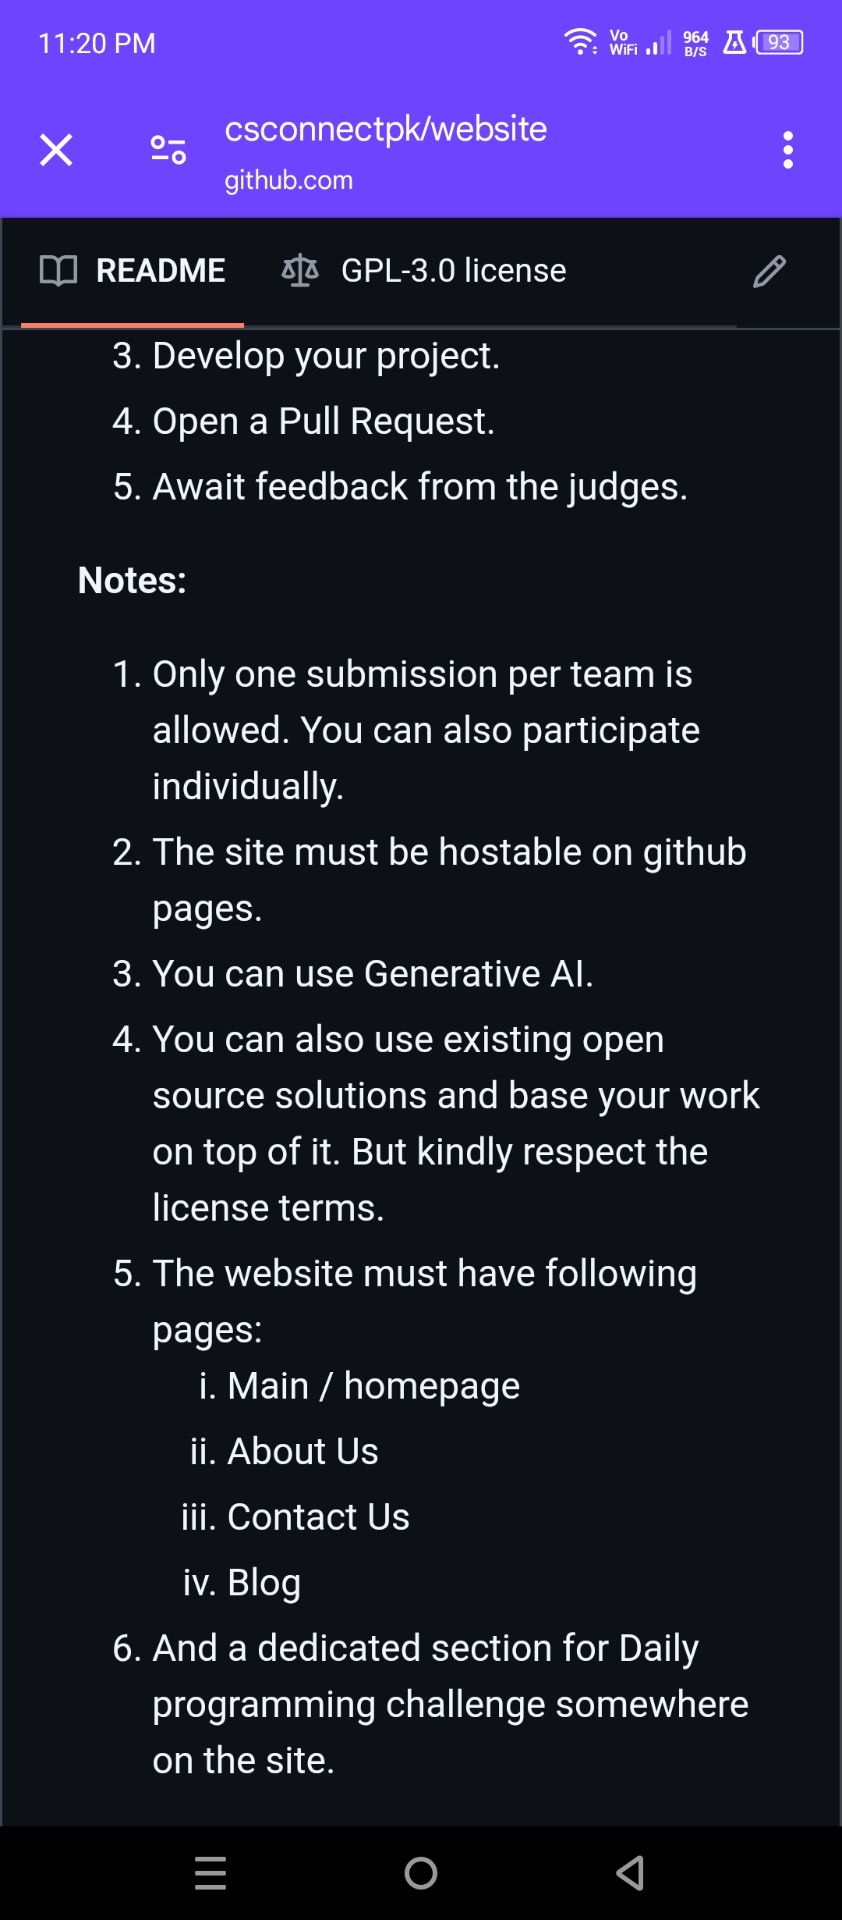 11:20 PM
Vo WiFi 964 B/S 93
csconnectpk/website
github.com
README GPL-3.0 license
3. Develop your project.
4. Open a Pull Request.
5. Await feedback from the judges.
Notes:
1. Only one submission per team is
allowed. You can also participate
individually.
2. The site must be hostable on github
pages.
3. You can use Generative AI.
4. You can also use existing open
source solutions and base your work
on top of it. But kindly respect the
license terms.
5. The website must have following
pages:
i. Main / homepage
ii. About Us
iii. Contact Us
iv. Blog
6. And a dedicated section for Daily
programming challenge somewhere
on the site.